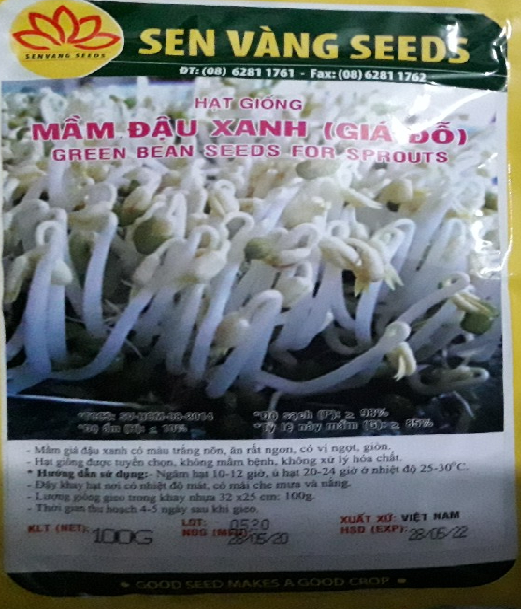 SENVANG SEEDS
SEN VÀNG SEEDS
ĐT: (08) 6281 1761 - Fax: (08) 6281 1762
HẠT GIỐNG
MẦM ĐẬU XANH (GIÁ ĐỖ)
GREEN BEAN SEEDS FOR SPROUTS
*Độ sạch (P): ≥ 98%
*Độ ẩm (H): ≤ 10% *Tỷ lệ nảy mầm (G): ≥ 85%
- Mầm giá đậu xanh có màu trắng nõn, ăn rất ngon, có vị ngọt, giòn.
- Hạt giống được tuyển chọn, không mầm bệnh, không xử lý hóa chất.
* Hướng dẫn sử dụng:- Ngâm hạt 10-12 giờ, ủ hạt 20-24 giờ ở nhiệt độ 25-30°C.
- Đậy khay hạt nơi có nhiệt độ mát, có mái che mưa và nắng.
- Lượng giống gieo trong khay nhựa 32 x25 cm: 100g.
- Thời gian thu hoạch 4-5 ngày sau khi gieo.
KLT (NET): 100G LOT: 0520 XUẤT XỨ: VIỆT NAM
NSG (MFG): 28/05/20 HSD (EXP): 28/05/22
• GOOD SEED MAKES A GOOD CROP •